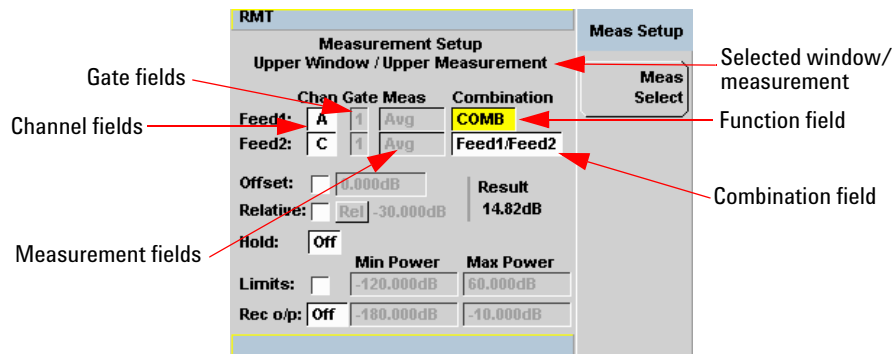 RMT
Meas Setup
Measurement Setup
Upper Window / Upper Measurement
Selected window/
measurement
Meas
Select
Gate fields
Chan Gate Meas Combination
Channel fields
Feed1: A 1 Avg COMB
Function field
Feed2: C 1 Avg Feed1/Feed2
Offset: 0.000dB Result
Combination field
Relative: Rel -30.000dB 14.82dB
Hold: Off
Measurement fields
Min Power Max Power
Limits: -120.000dB 60.000dB
Rec o/p: Off -180.000dB -10.000dB